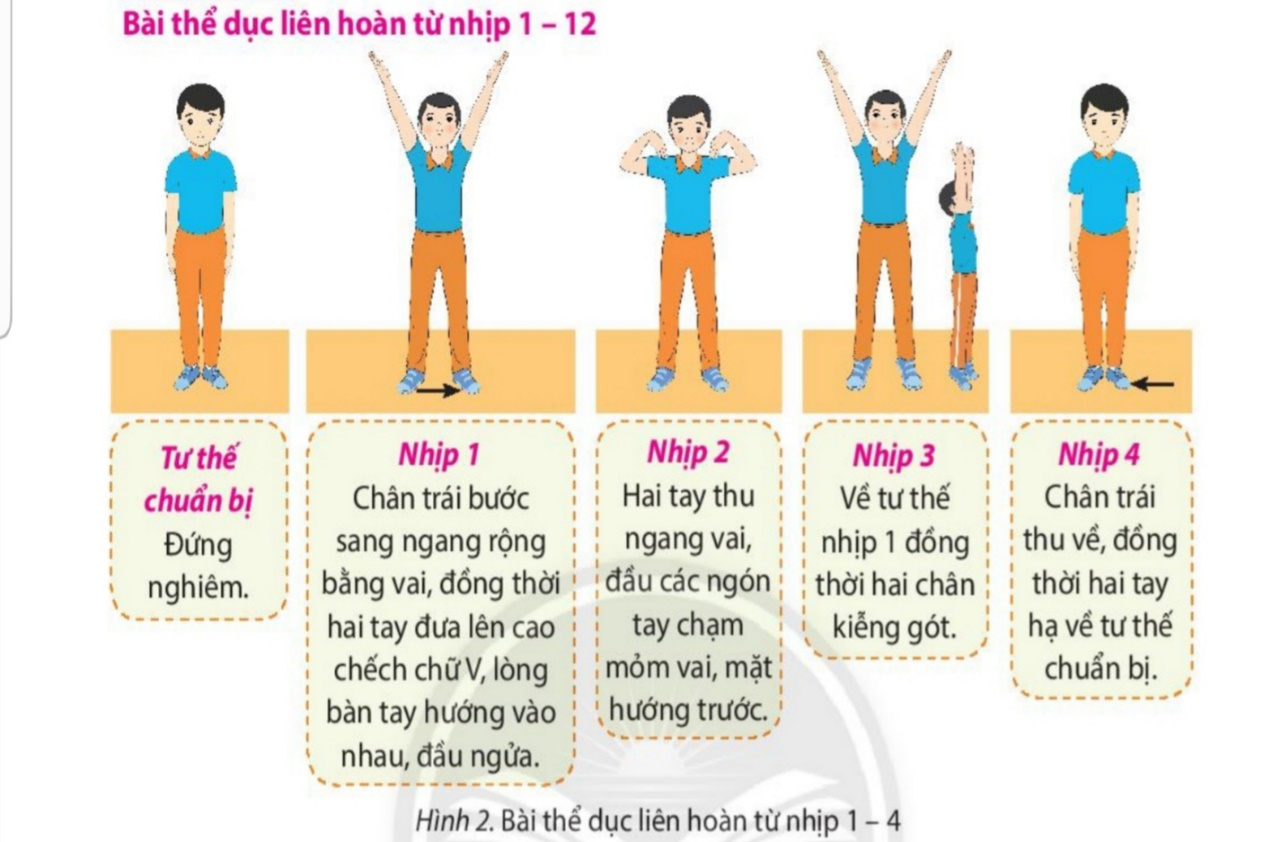 Bài thể dục liên hoàn từ nhịp 1 – 12
Tư thế
chuẩn bị
Đứng
nghiêm.
Nhịp 1
Chân trái bước
sang ngang rộng
bằng vai, đồng thời
hai tay đưa lên cao
chếch chữ V, lòng
bàn tay hướng vào
nhau, đầu ngửa.
Nhịp 2
Hai tay thu
ngang vai,
đầu các ngón
tay chạm
mỏm vai, mặt
hướng trước.
Nhịp 3
Về tư thế
nhịp 1 đồng
thời hai chân
kiễng gót.
Nhịp 4
Chân trái
thu về, đồng
thời hai tay
hạ về tư thế
chuẩn bị.
Hình 2. Bài thể dục liên hoàn từ nhịp 1 – 4